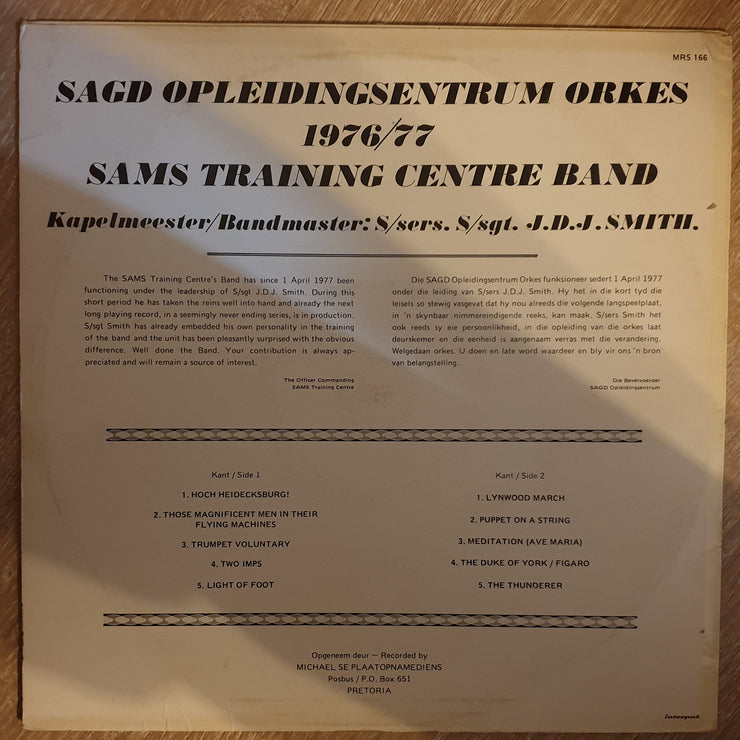 MRS 166
SAGD OPLEIDINGSENTRUM ORKES
1976/77
SAMS TRAINING CENTRE BAND
Kapelmeester/Bandmaster: S/sers. S/sgt. J.D.J. SMITH.
The SAMS Training Centre's Band has since 1 April 1977 been
functioning under the leadership of S/sgt J.D.J. Smith. During this
short period he has taken the reins well into hand and already the next
long playing record, in a seemingly never ending series, is in production.
S/sgt Smith has already embedded his own personality in the training
of the band and the unit has been pleasantly surprised with the obvious
difference. Well done the Band. Your contribution is always ap-
preciated and will remain a source of interest.
The Officer Commanding
SAMS Training Centre
Die SAGD Opleidingsentrum Orkes funksioneer sedert 1 April 1977
onder die leiding van S/sers J.D.J. Smith. Hy het in die kort tyd die
leisels so stewig vasgevat dat hy nou alreeds die volgende langspeelplaat,
in 'n skynbaar nimmereindigende reeks, kan maak. S/sers Smith het
ook reeds sy eie persoonlikheid, in die opleiding van die orkes laat
deurskemer en die eenheid is aangenaam verras met die verandering.
Welgedaan orkes. U doen en late word waardeer en bly vir ons 'n bron
van belangstelling.
Die Bevelvoerder
SAGD Opleidingsentrum
Kant / Side 1
1. HOCH HEIDECKSBURG!
2. THOSE MAGNIFICENT MEN IN THEIR
FLYING MACHINES
3. TRUMPET VOLUNTARY
4. TWO IMPS
5. LIGHT OF FOOT
Kant / Side 2
1. LYNWOOD MARCH
2. PUPPET ON A STRING
3. MEDITATION (AVE MARIA)
4. THE DUKE OF YORK / FIGARO
5. THE THUNDERER
Opgeneem deur — Recorded by
MICHAEL SE PLAATOPNAMEDIENS
Posbus / P.O. Box 651
PRETORIA